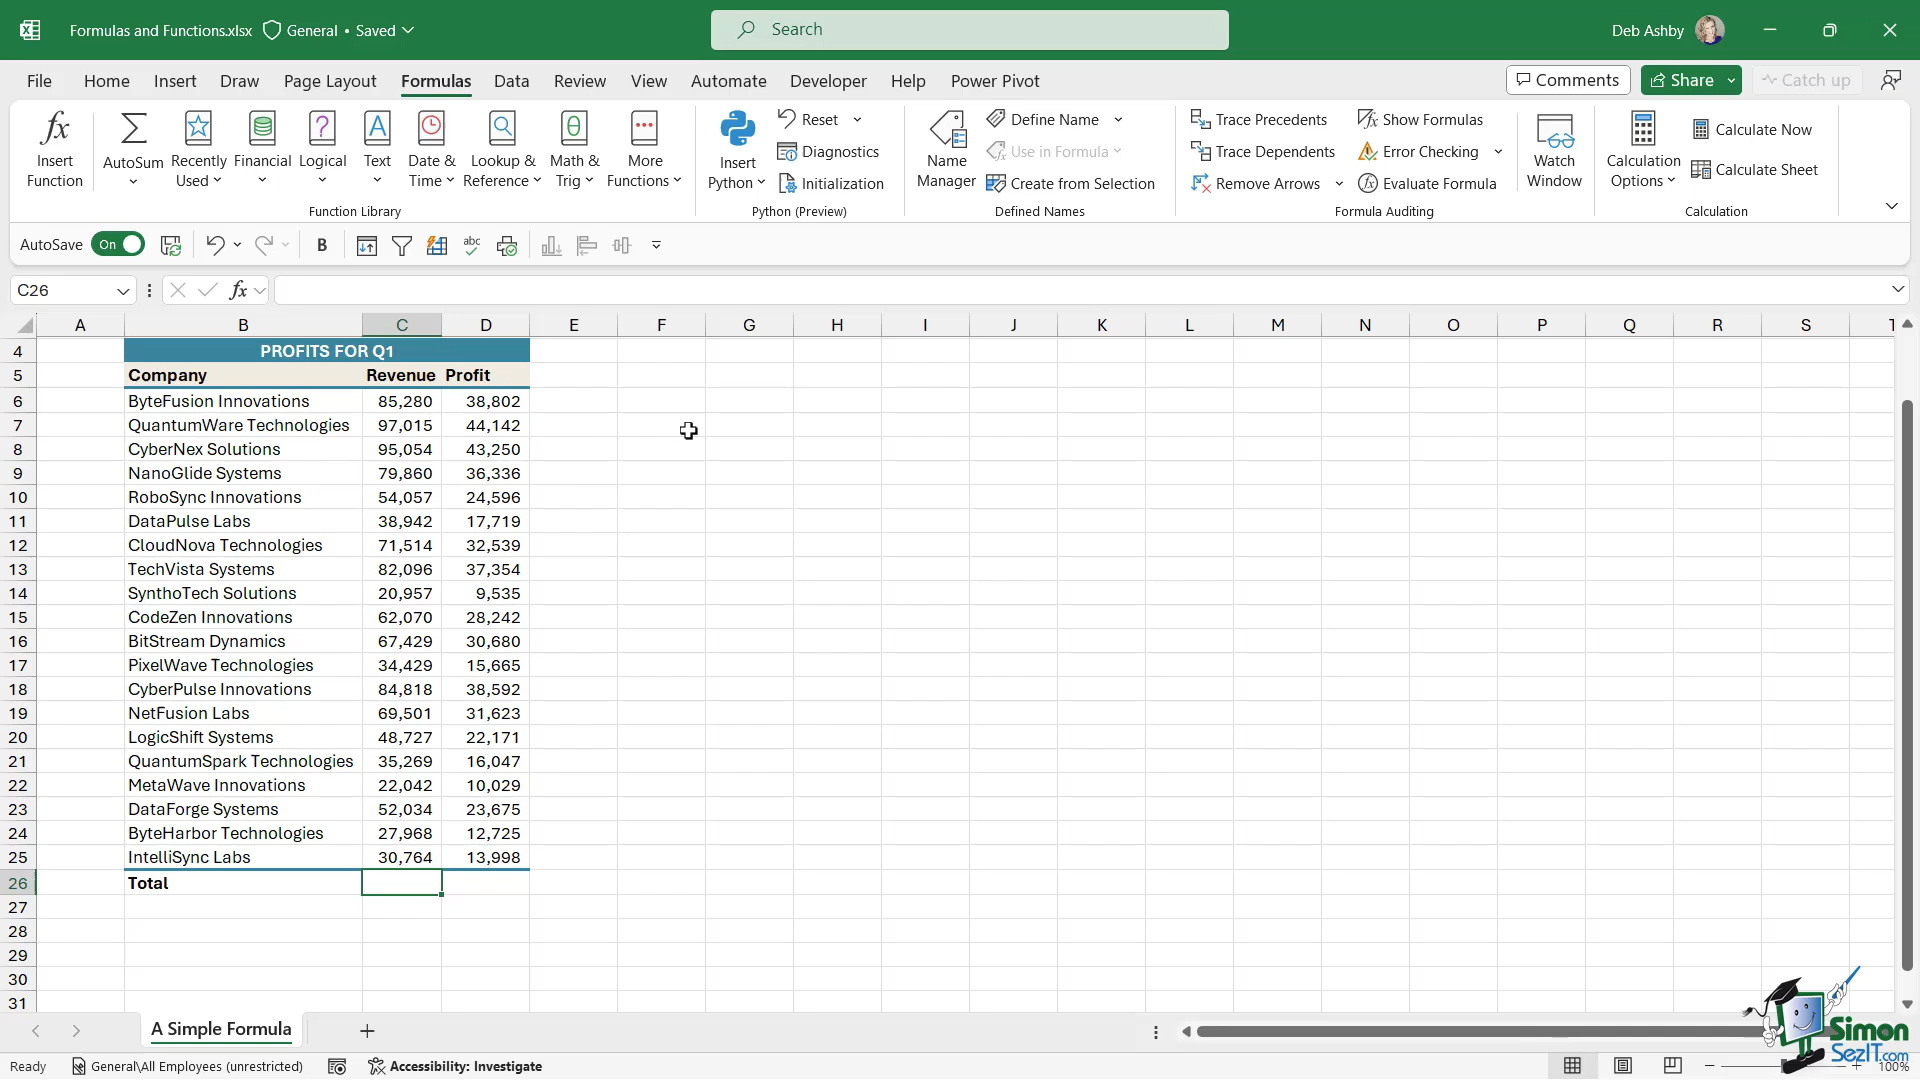 Formulas and Functions.xlsx General • Saved
Search
Deb Ashby
File Home Insert Draw Page Layout Formulas Data Review View Automate Developer Help Power Pivot
Comments Share Catch up
Insert Function
AutoSum
Recently Used
Financial
Logical
Text
Date & Time
Lookup & Reference
Math & Trig
More Functions
Function Library
Insert Python
Reset
Diagnostics
Initialization
Python (Preview)
Name Manager
Define Name
Use in Formula
Create from Selection
Defined Names
Trace Precedents
Trace Dependents
Remove Arrows
Show Formulas
Error Checking
Evaluate Formula
Formula Auditing
Watch Window
Calculation Options
Calculate Now
Calculate Sheet
Calculation
AutoSave On B abc
C26 fx
A B C D E F G H I J K L M N O P Q R S T
4 PROFITS FOR Q1
5 Company Revenue Profit
6 ByteFusion Innovations 85,280 38,802
7 QuantumWare Technologies 97,015 44,142
8 CyberNex Solutions 95,054 43,250
9 NanoGlide Systems 79,860 36,336
10 RoboSync Innovations 54,057 24,596
11 DataPulse Labs 38,942 17,719
12 CloudNova Technologies 71,514 32,539
13 TechVista Systems 82,096 37,354
14 SynthoTech Solutions 20,957 9,535
15 CodeZen Innovations 62,070 28,242
16 BitStream Dynamics 67,429 30,680
17 PixelWave Technologies 34,429 15,665
18 CyberPulse Innovations 84,818 38,592
19 NetFusion Labs 69,501 31,623
20 LogicShift Systems 48,727 22,171
21 QuantumSpark Technologies 35,269 16,047
22 MetaWave Innovations 22,042 10,029
23 DataForge Systems 52,034 23,675
24 ByteHarbor Technologies 27,968 12,725
25 IntelliSync Labs 30,764 13,998
26 Total
27
28
29
30
31
A Simple Formula
Simon
SezIT.com
Ready General\All Employees (unrestricted) Accessibility: Investigate 100%